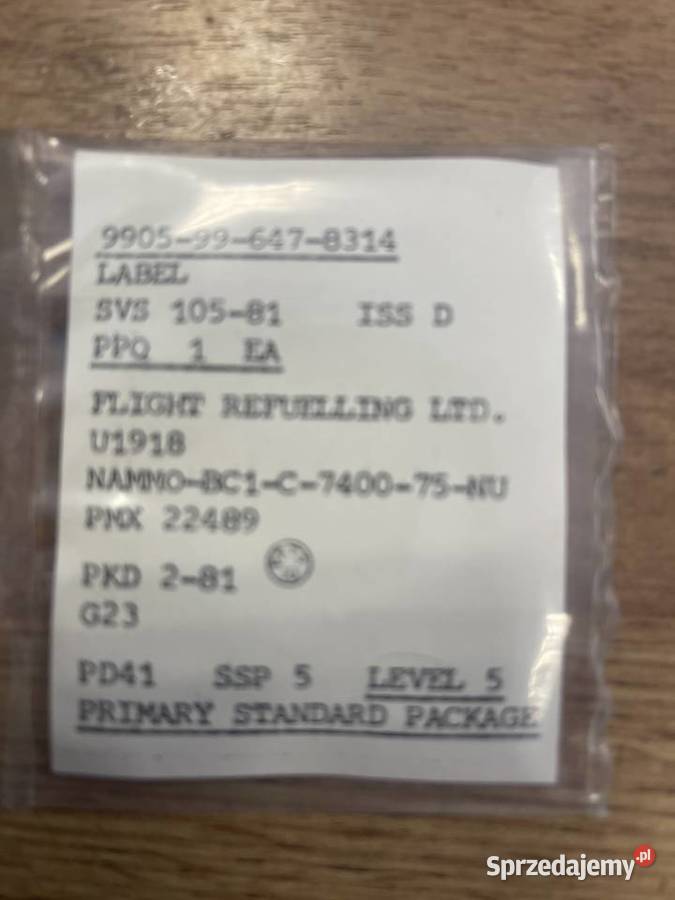 9905-99-647-8314
LABEL
SVS 105-81 ISS D
PPQ 1 EA
FLIGHT REFUELLING LTD.
U1918
NAMMO-BC1-C-7400-75-NU
PMX 22489
PKD 2-81
G23
PD41 SSP 5 LEVEL 5
PRIMARY STANDARD PACKAGE
Sprzedajemy.pl